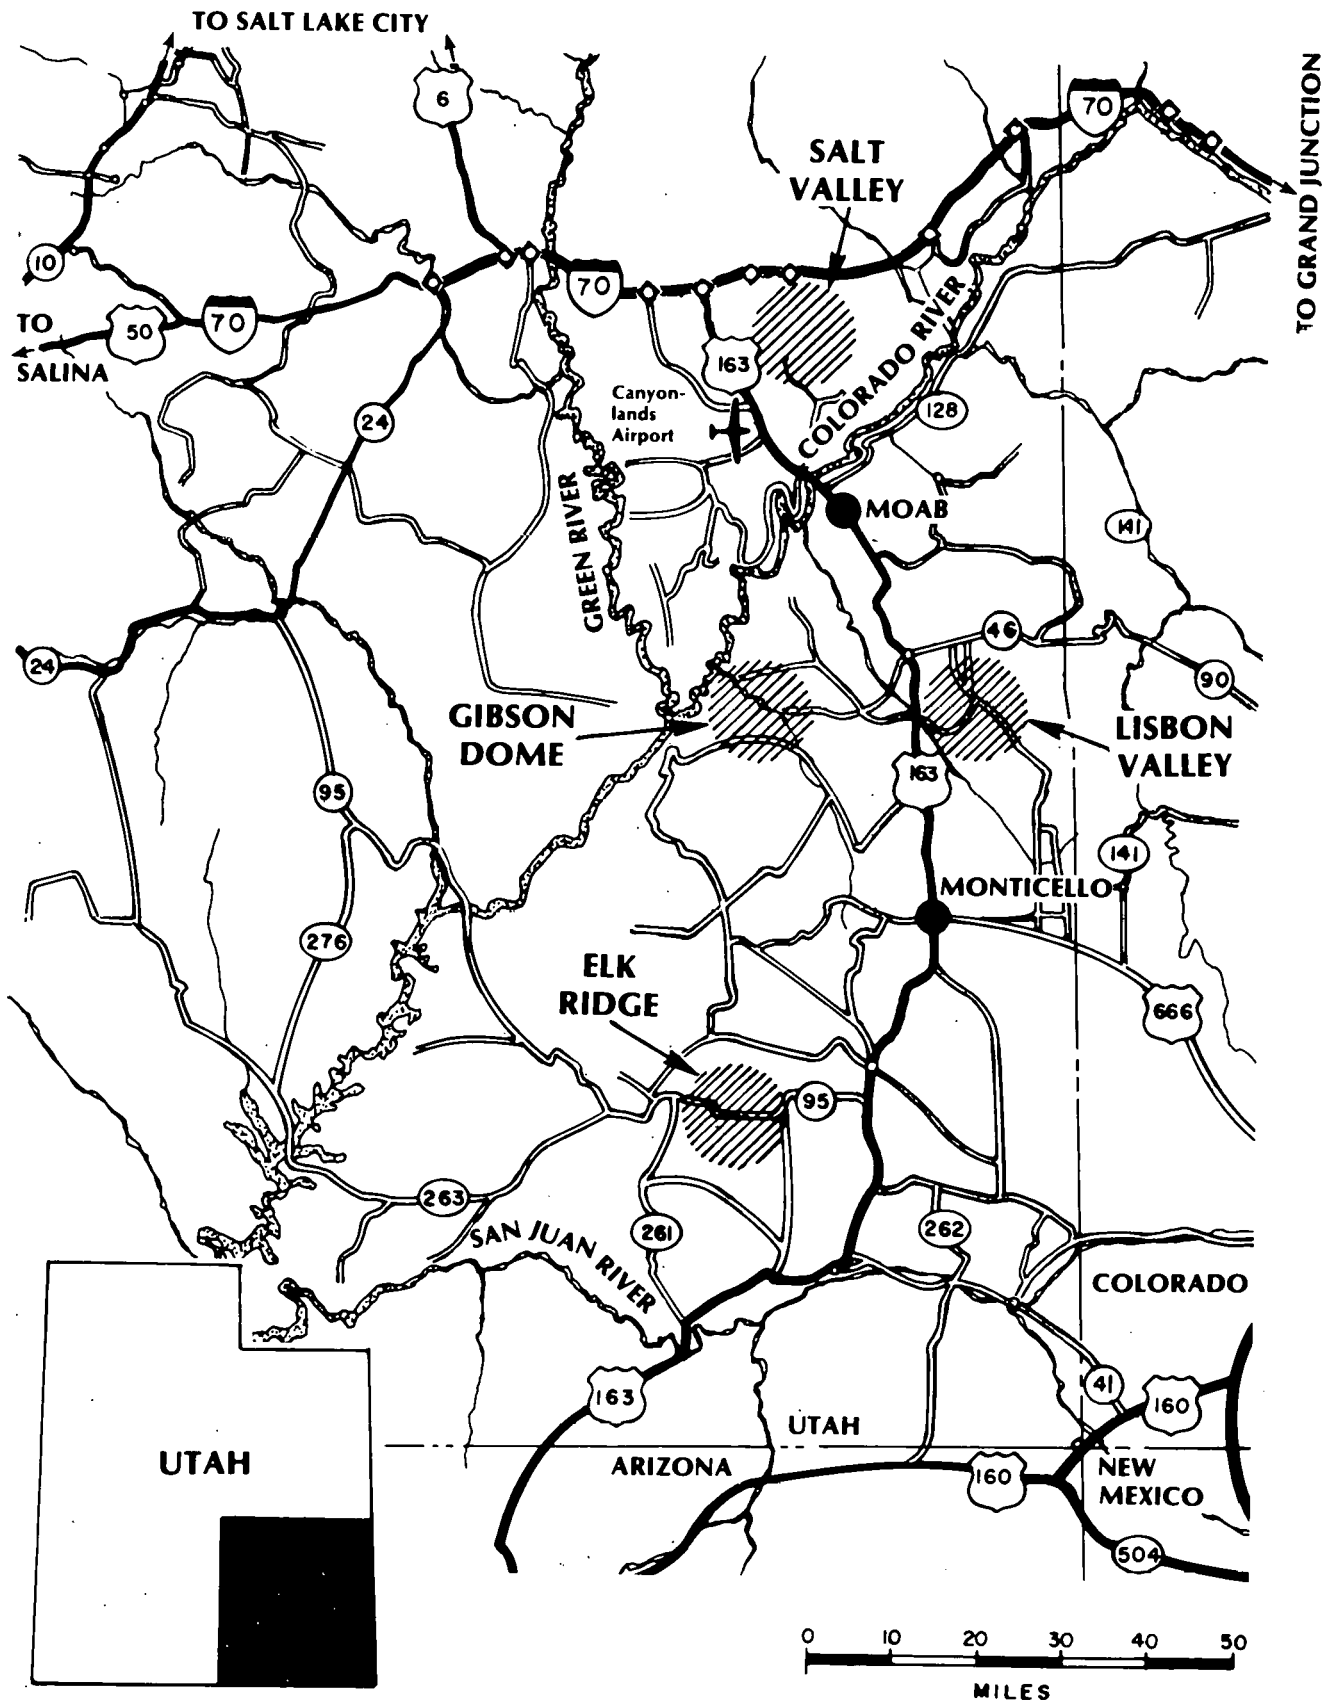 TO SALT LAKE CITY
6
70
TO GRAND JUNCTION
SALT
VALLEY
10
70
TO
SALINA
50
70
163
COLORADO RIVER
Canyon-
lands
Airport
128
24
GREEN RIVER
MOAB
141
46
24
90
GIBSON
DOME
LISBON
VALLEY
163
95
141
MONTICELLO
276
ELK
RIDGE
666
95
263
261
262
SAN JUAN RIVER
COLORADO
163
41
160
UTAH
UTAH
ARIZONA
160
NEW
MEXICO
504
0 10 20 30 40 50
MILES